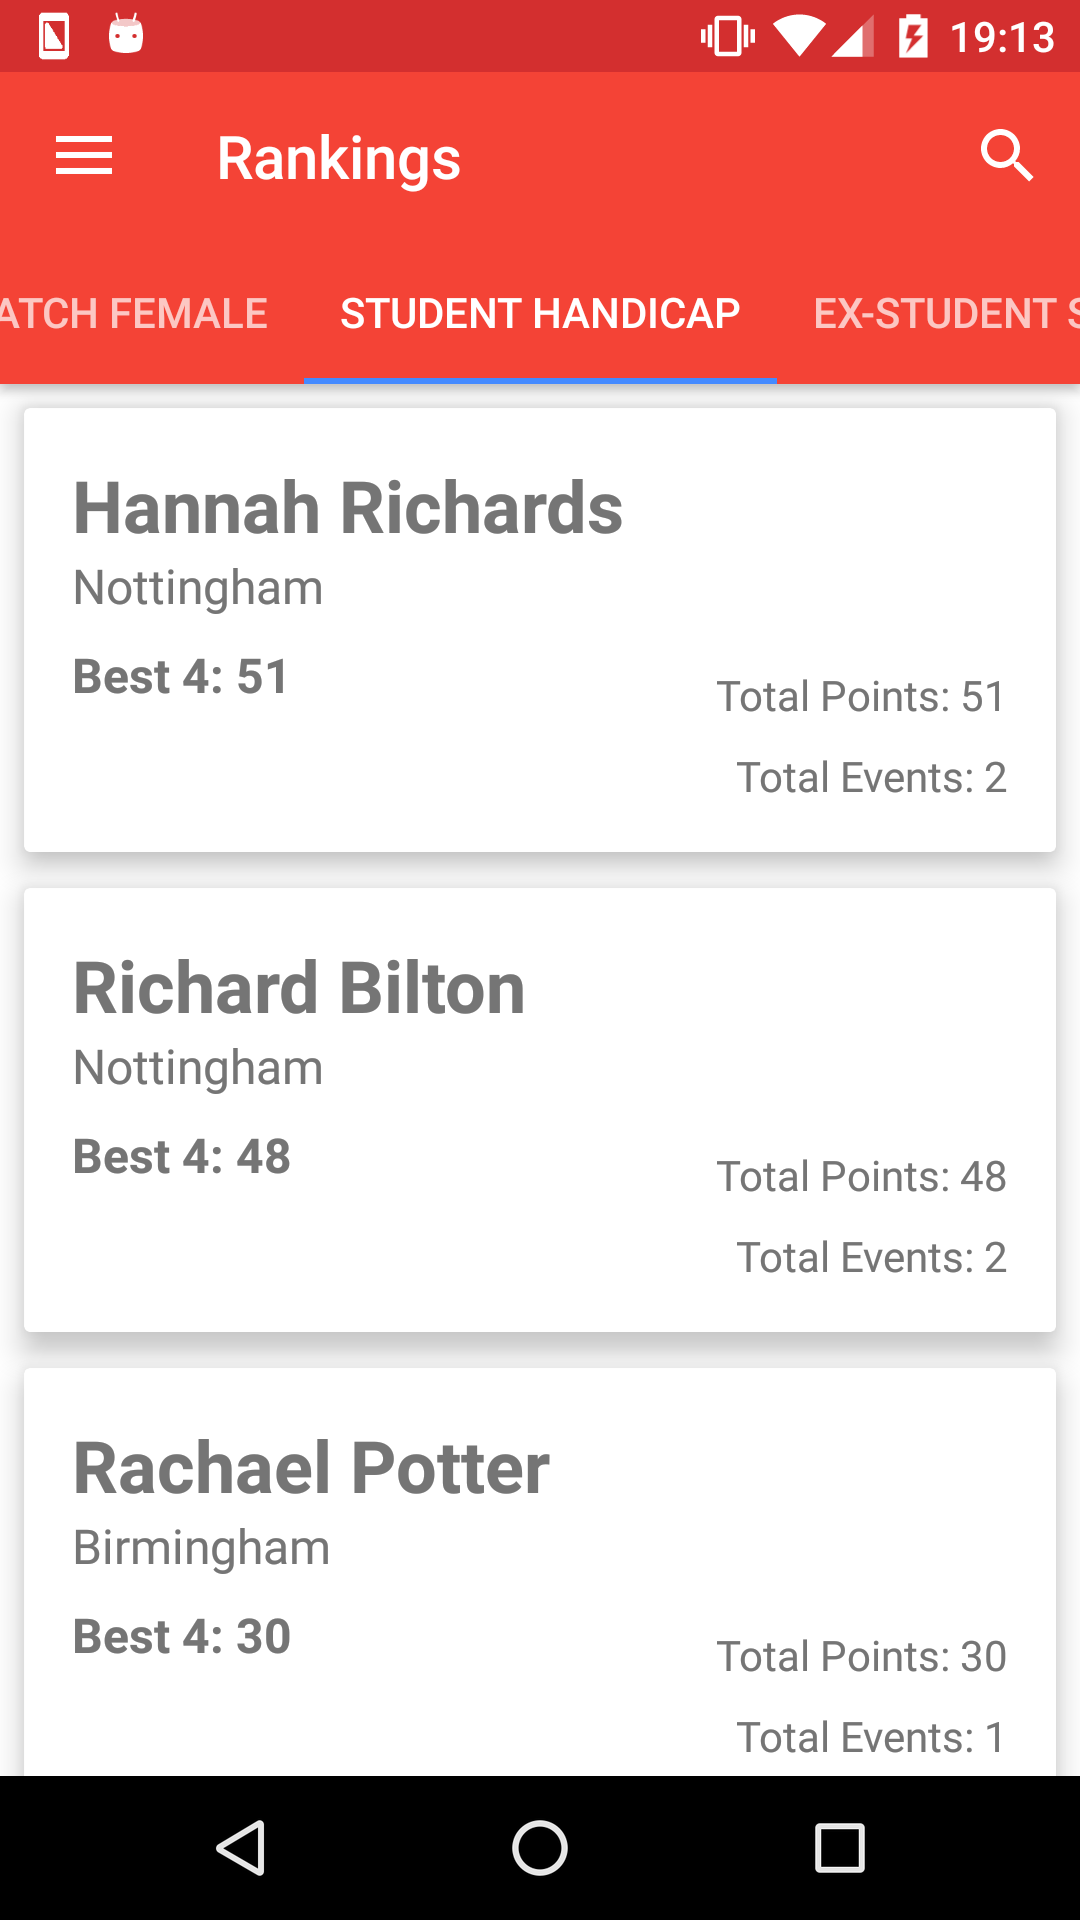 19:13
Rankings
ATCH FEMALE STUDENT HANDICAP EX-STUDENT S
Hannah Richards
Nottingham
Best 4: 51
Total Points: 51
Total Events: 2
Richard Bilton
Nottingham
Best 4: 48
Total Points: 48
Total Events: 2
Rachael Potter
Birmingham
Best 4: 30
Total Points: 30
Total Events: 1